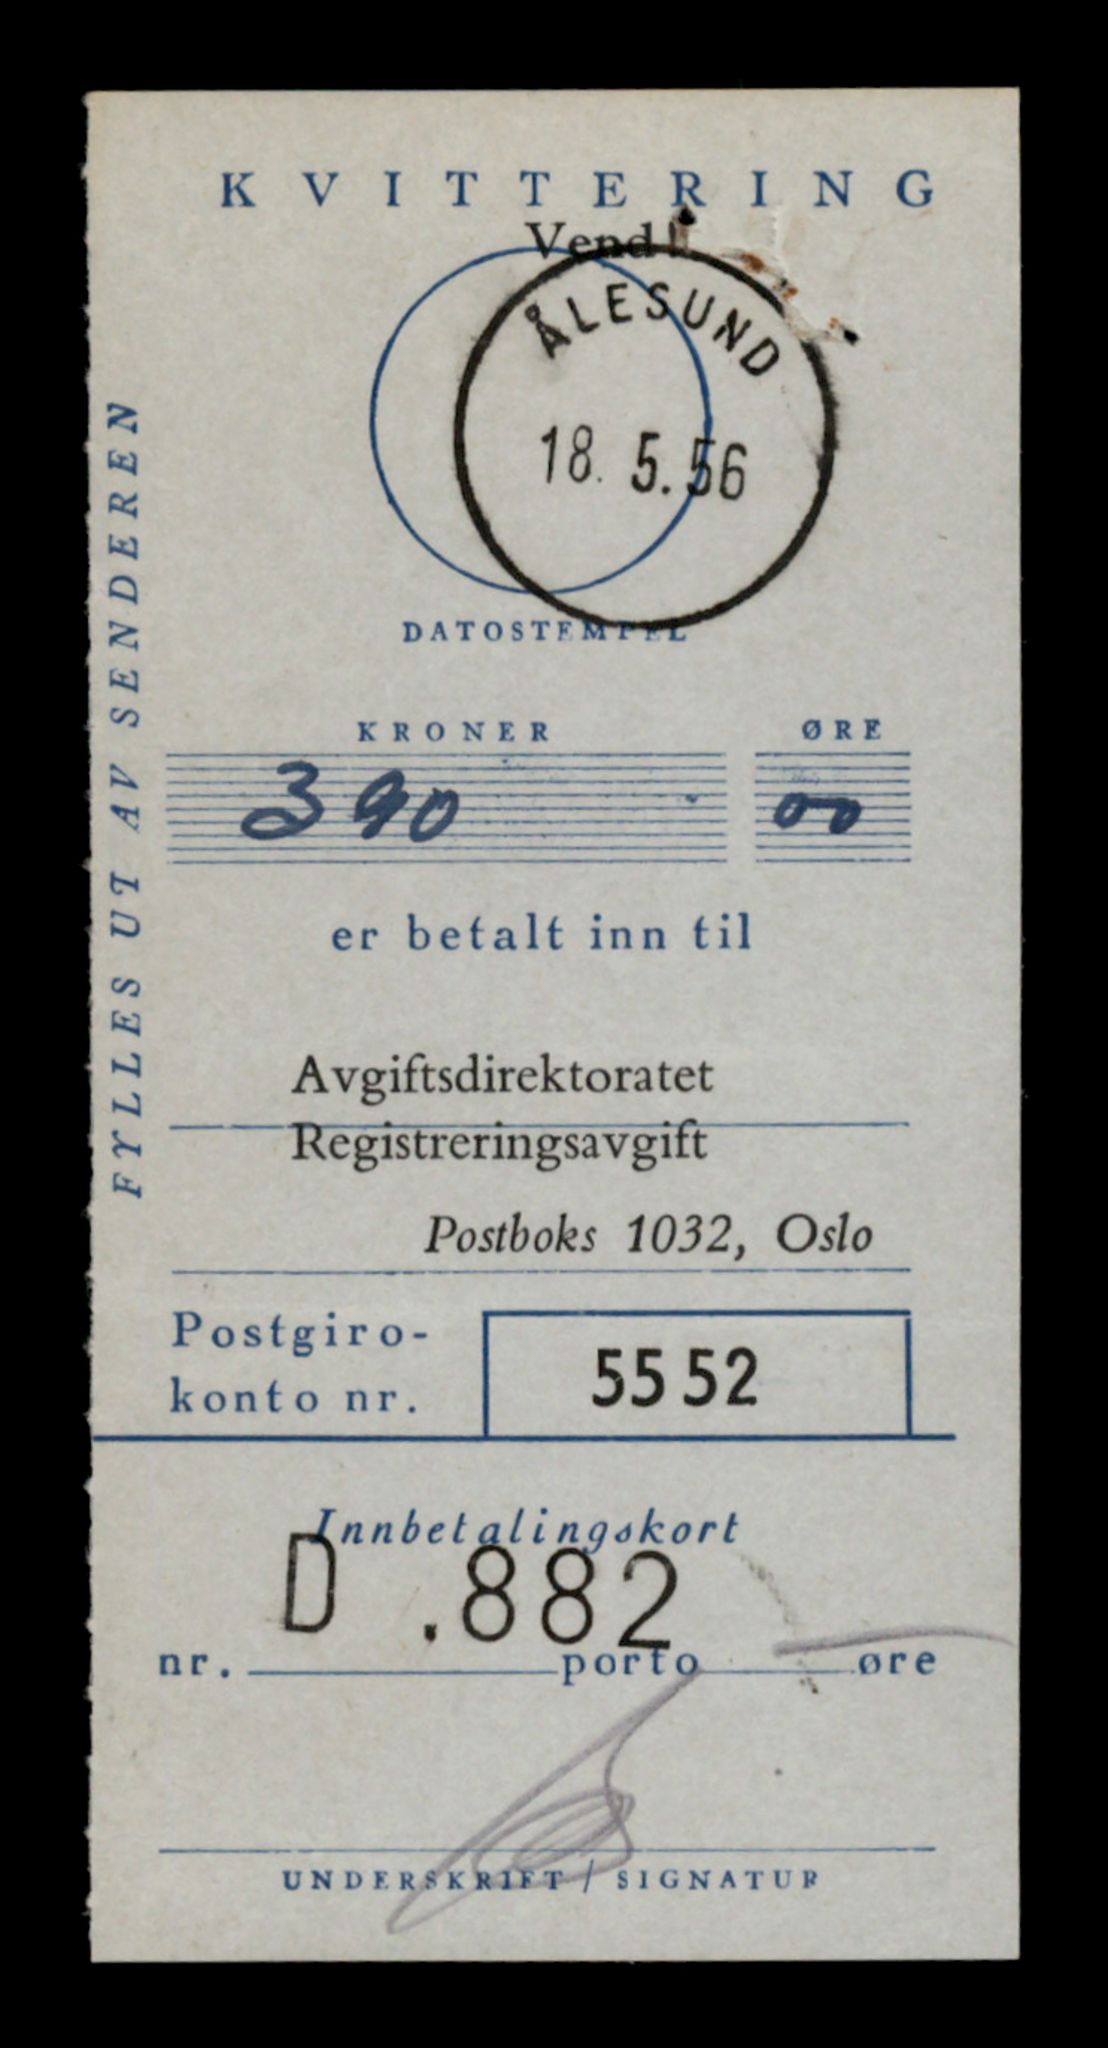 KVITTERING
Vend!
ÅLESUND
18. 5.56
DATOSTEMPEL
FYLLES UT AV SENDEREN
KRONER ØRE
390 00
er betalt inn til
Avgiftsdirektoratet
Registreringsavgift
Postboks 1032, Oslo
Postgiro-
konto nr. 5552
Innbetalingskort
D .882
nr. porto øre
UNDERSKRIFT / SIGNATUR